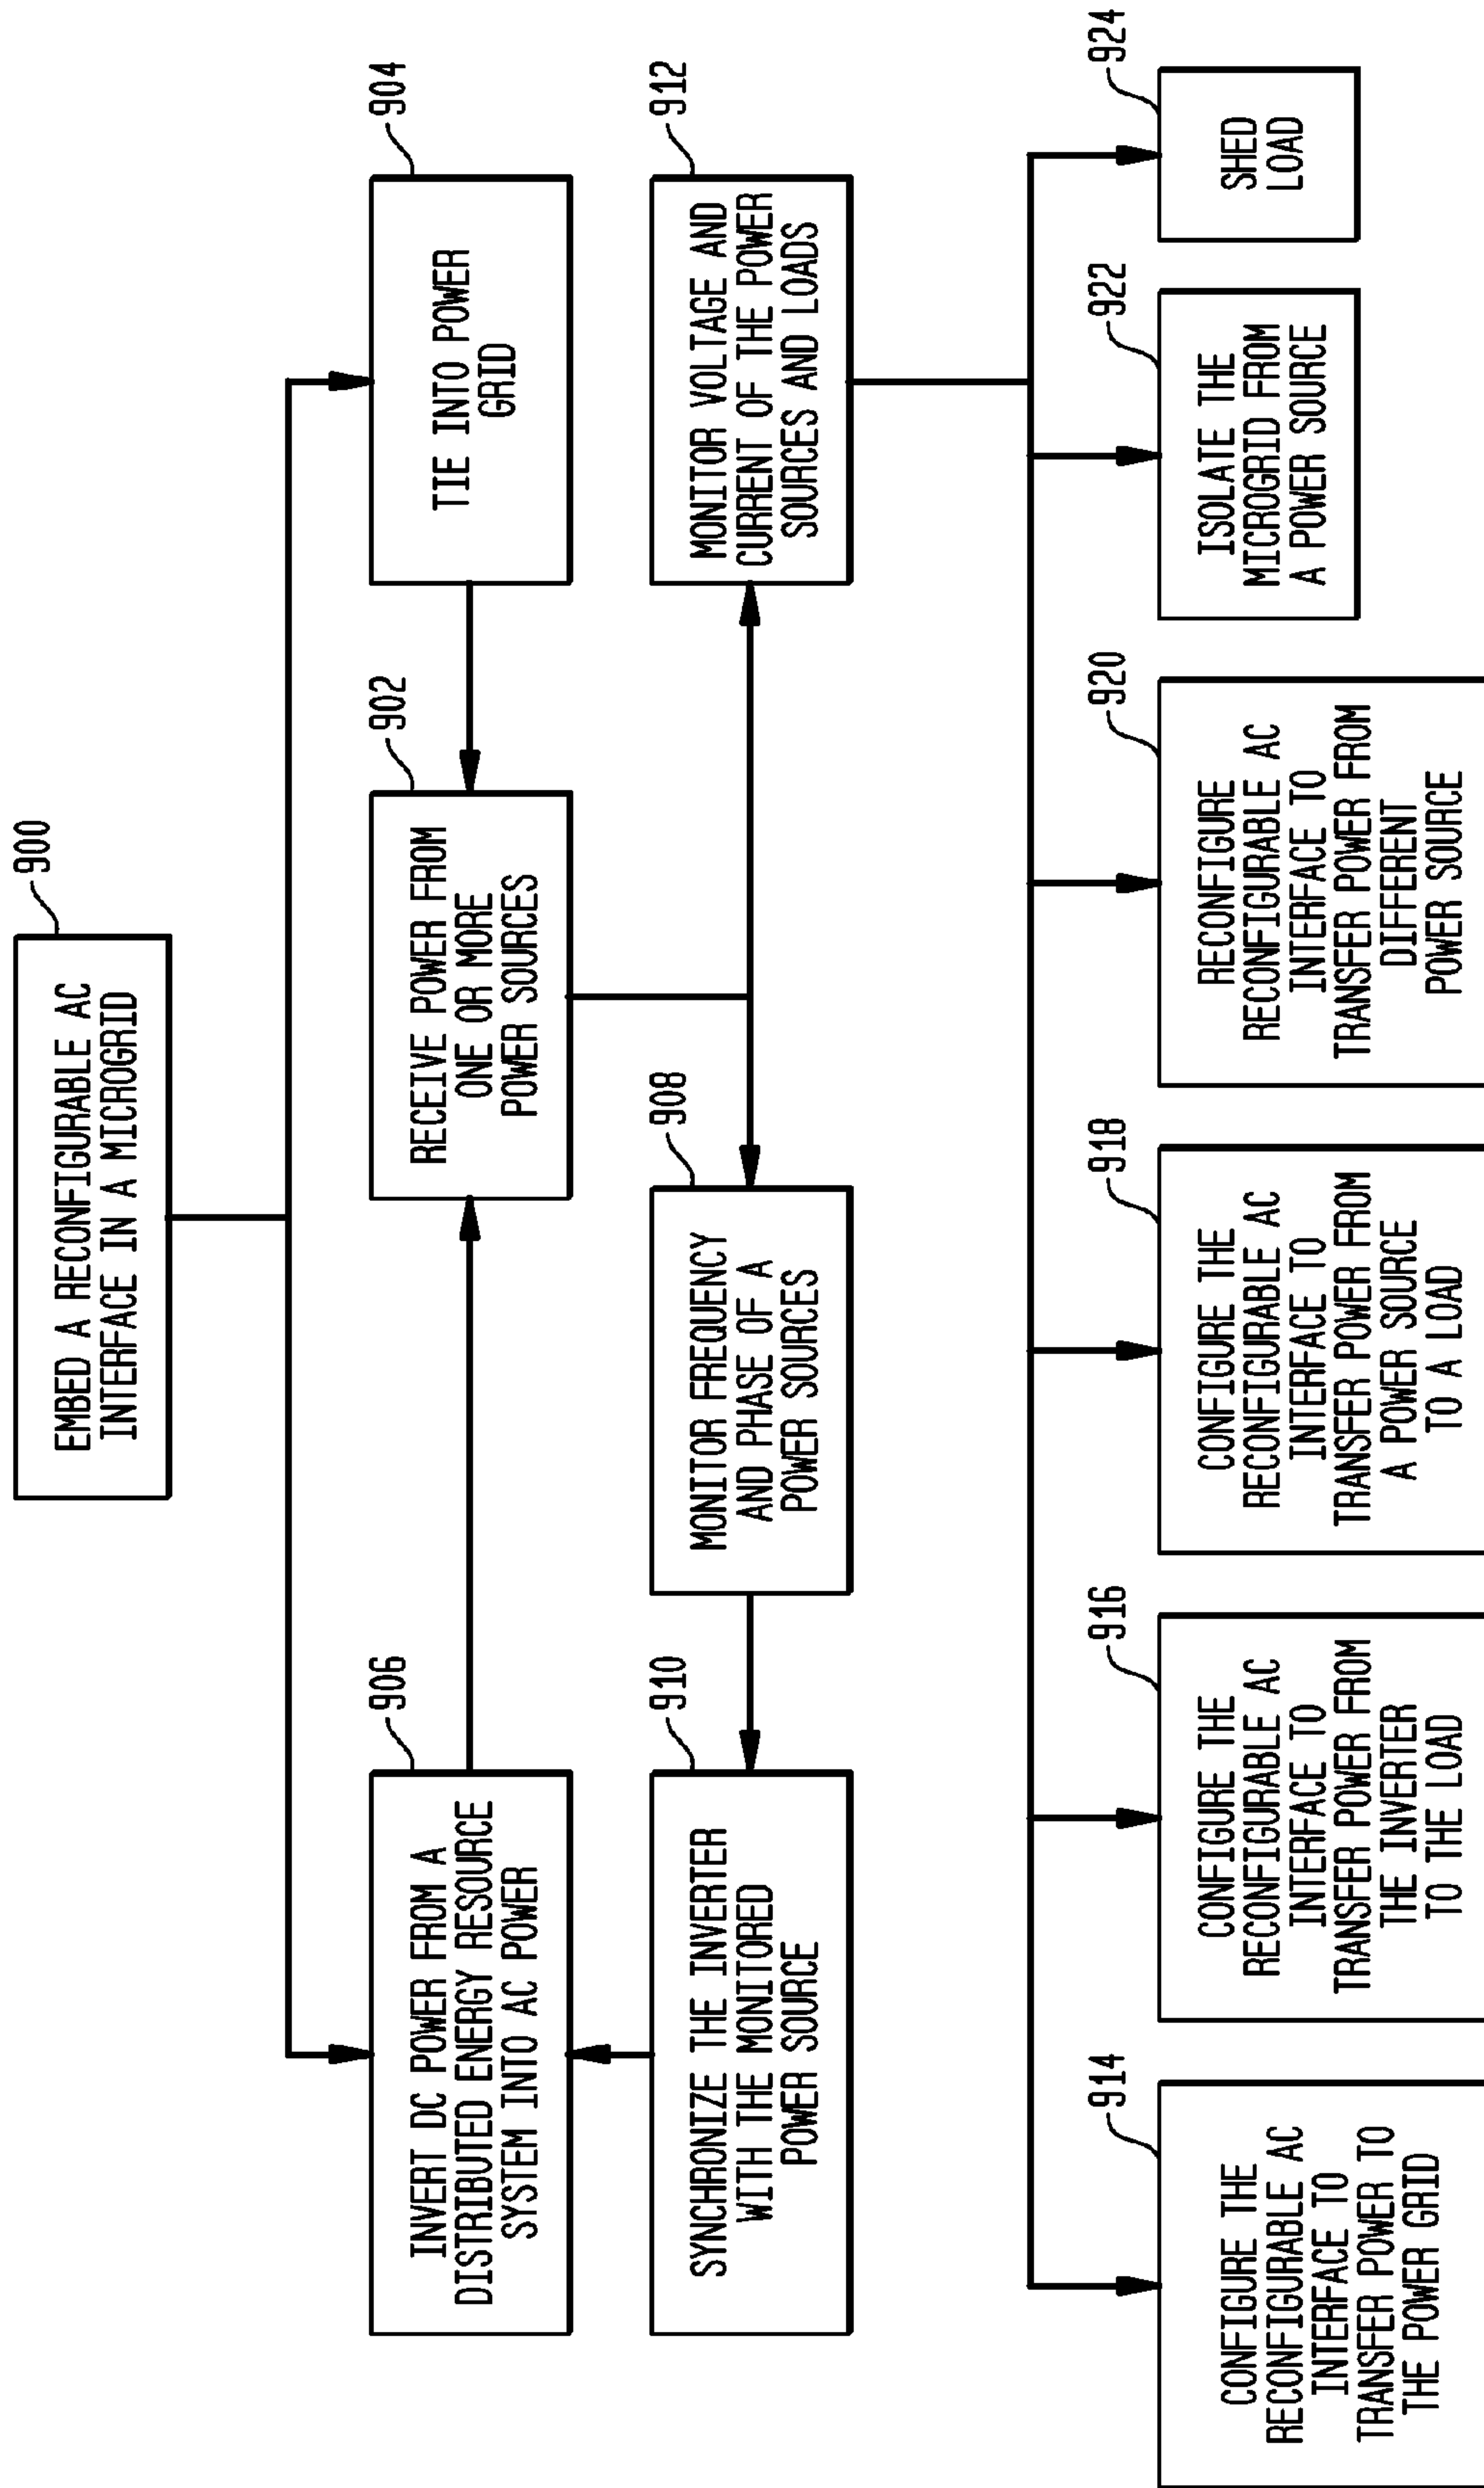 900
EMBED A RECONFIGURABLE AC
INTERFACE IN A MICROGRID
906
INVERT DC POWER FROM A
DISTRIBUTED ENERGY RESOURCE
SYSTEM INTO AC POWER
902
RECEIVE POWER FROM
ONE OR MORE
POWER SOURCES
904
TIE INTO POWER
GRID
910
SYNCHRONIZE THE INVERTER
WITH THE MONITORED
POWER SOURCE
908
MONITOR FREQUENCY
AND PHASE OF A
POWER SOURCES
912
MONITOR VOLTAGE AND
CURRENT OF THE POWER
SOURCES AND LOADS
914
CONFIGURE THE
RECONFIGURABLE AC
INTERFACE TO
TRANSFER POWER TO
THE POWER GRID
916
CONFIGURE THE
RECONFIGURABLE AC
INTERFACE TO
TRANSFER POWER FROM
THE INVERTER
TO THE LOAD
918
CONFIGURE THE
RECONFIGURABLE AC
INTERFACE TO
TRANSFER POWER FROM
A POWER SOURCE
TO A LOAD
920
RECONFIGURE
RECONFIGURABLE AC
INTERFACE TO
TRANSFER POWER FROM
DIFFERENT
POWER SOURCE
922
ISOLATE THE
MICROGRID FROM
A POWER SOURCE
924
SHED
LOAD